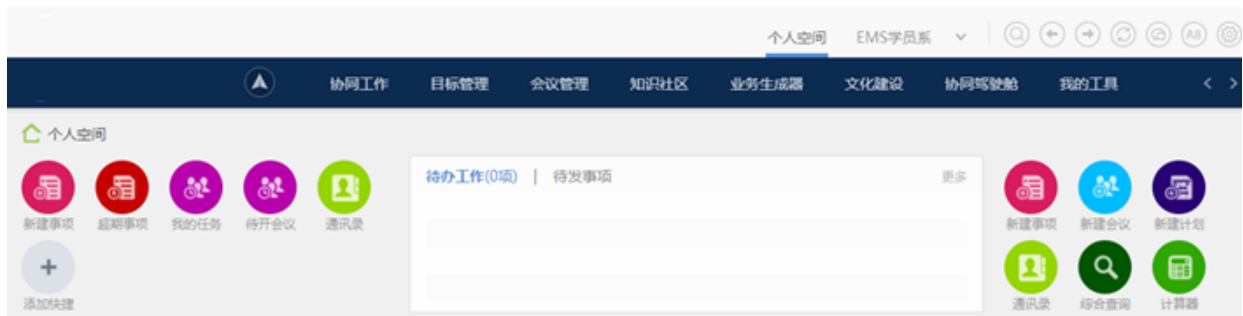 个人空间 EMS学员系
A8
协同工作 目标管理 会议管理 知识社区 业务生成器 文化建设 协同驾驶舱 我的工具
个人空间
待办工作(0项) | 待发事项 更多
新建事项 超期事项 我的任务 待开会议 通讯录
新建事项 新建会议 新建计划
添加快捷
通讯录 综合查询 计算器